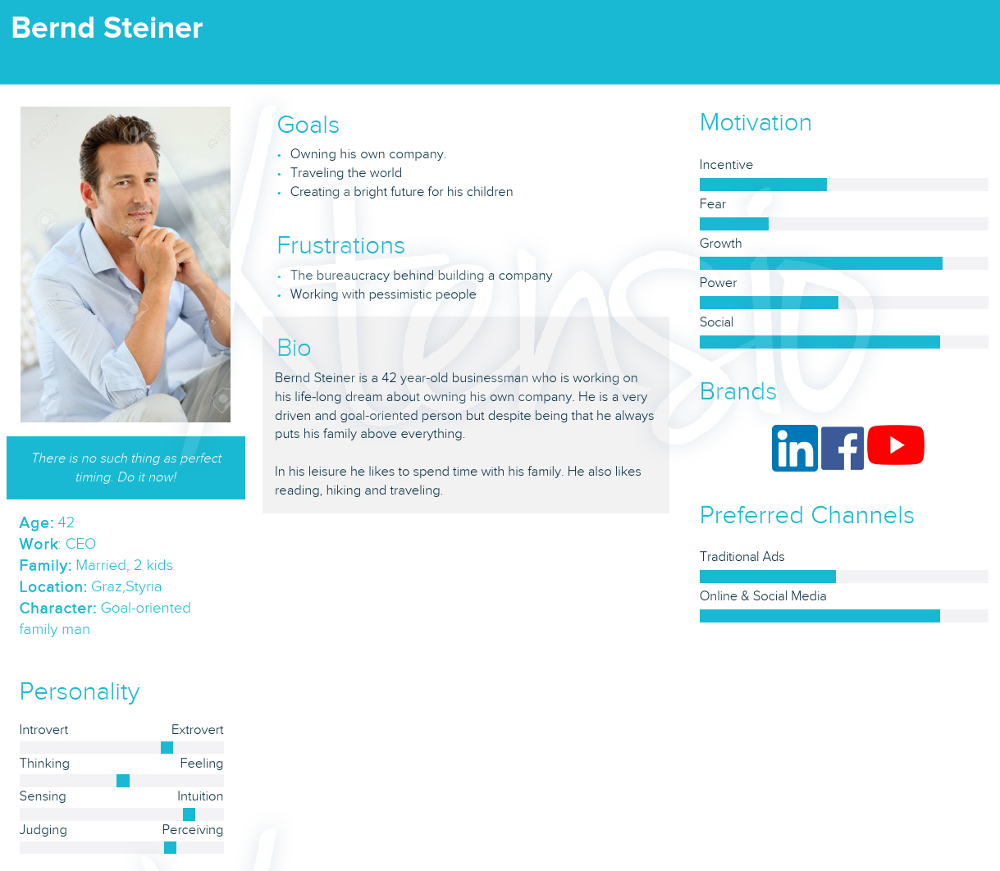 Bernd Steiner
There is no such thing as perfect
timing. Do it now!
Age: 42
Work: CEO
Family: Married, 2 kids
Location: Graz,Styria
Character: Goal-oriented
family man
Personality
Introvert Extrovert
Thinking Feeling
Sensing Intuition
Judging Perceiving
Goals
• Owning his own company.
• Traveling the world
• Creating a bright future for his children
Frustrations
• The bureaucracy behind building a company
• Working with pessimistic people
Bio
Bernd Steiner is a 42 year-old businessman who is working on
his life-long dream about owning his own company. He is a very
driven and goal-oriented person but despite being that he always
puts his family above everything.
In his leisure he likes to spend time with his family. He also likes
reading, hiking and traveling.
Motivation
Incentive
Fear
Growth
Power
Social
Brands
in f
Preferred Channels
Traditional Ads
Online & Social Media
Xtensio